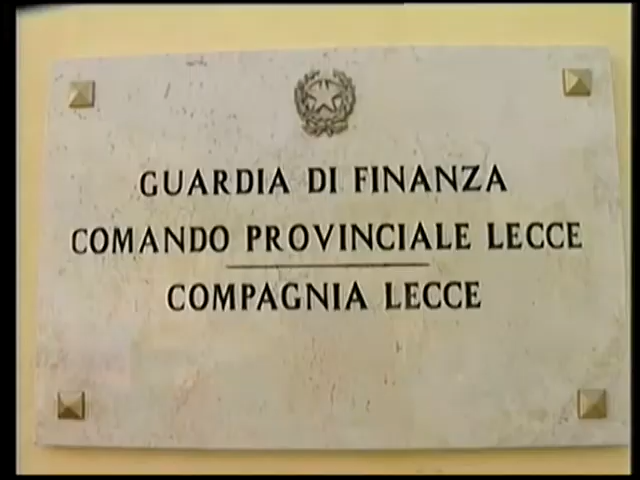 GUARDIA DI FINANZA
COMANDO PROVINCIALE LECCE
COMPAGNIA LECCE